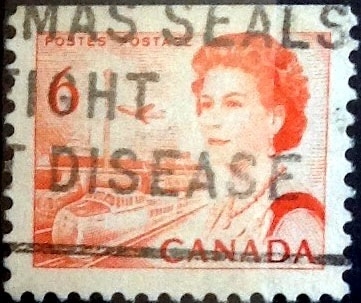 MAS SEALS
POSTES POSTAGE
6
IGHT
T DISEASE
CANADA